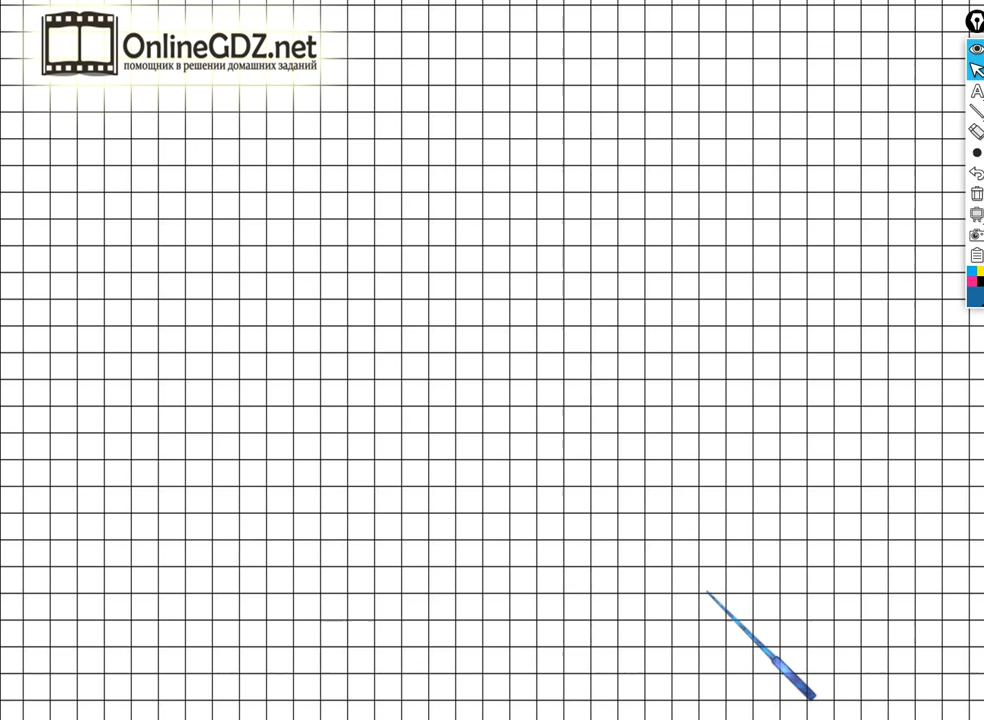 OnlineGDZ.net
помощник в решении домашних заданий
A